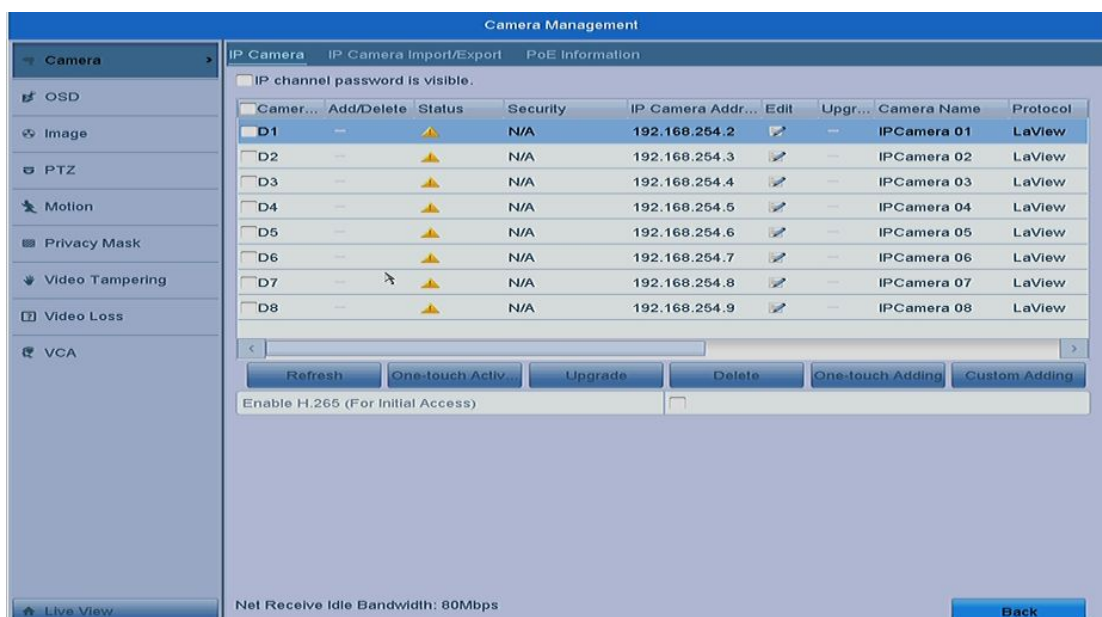 Camera Management
Camera
OSD
Image
PTZ
Motion
Privacy Mask
Video Tampering
Video Loss
VCA
Live View
IP Camera IP Camera Import/Export PoE Information
IP channel password is visible.
Camer... Add/Delete Status Security IP Camera Addr... Edit Upgr... Camera Name Protocol
D1 — N/A 192.168.254.2 — IPCamera 01 LaView
D2 — N/A 192.168.254.3 — IPCamera 02 LaView
D3 — N/A 192.168.254.4 — IPCamera 03 LaView
D4 — N/A 192.168.254.5 — IPCamera 04 LaView
D5 — N/A 192.168.254.6 — IPCamera 05 LaView
D6 — N/A 192.168.254.7 — IPCamera 06 LaView
D7 — N/A 192.168.254.8 — IPCamera 07 LaView
D8 — N/A 192.168.254.9 — IPCamera 08 LaView
Refresh One-touch Activ... Upgrade Delete One-touch Adding Custom Adding
Enable H.265 (For Initial Access)
Net Receive Idle Bandwidth: 80Mbps
Back